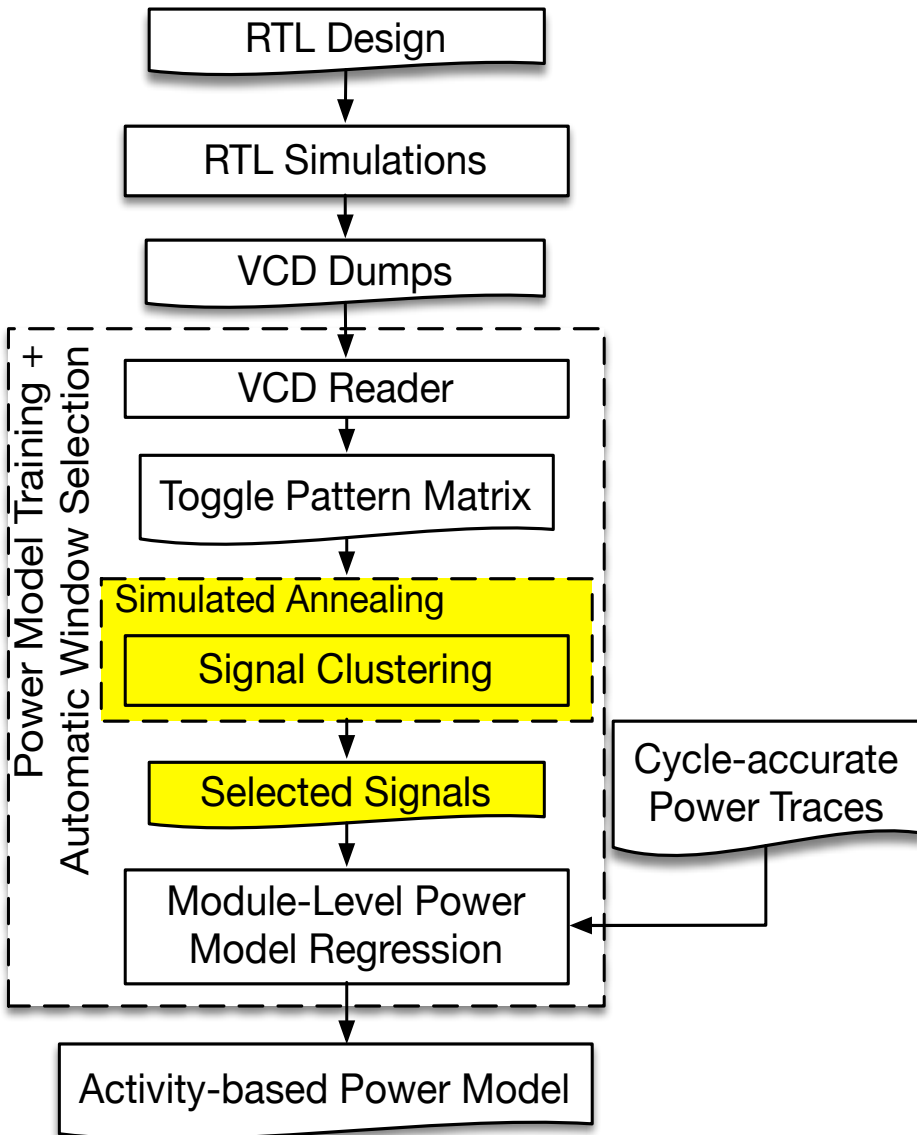 RTL Design
RTL Simulations
VCD Dumps
Power Model Training +
Automatic Window Selection
VCD Reader
Toggle Pattern Matrix
Simulated Annealing
Signal Clustering
Selected Signals
Cycle-accurate
Power Traces
Module-Level Power
Model Regression
Activity-based Power Model